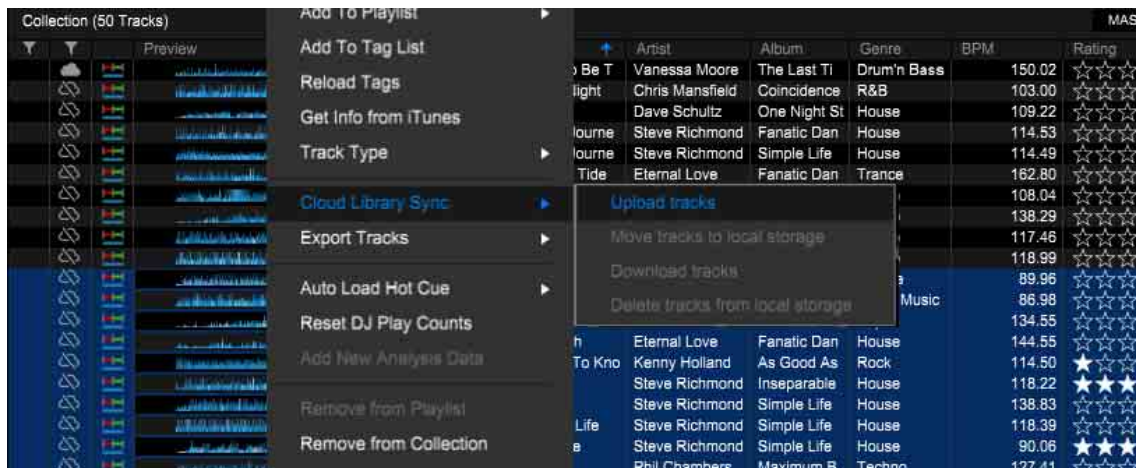 Collection (50 Tracks) MAS
Add To Playlist
Preview Add To Tag List Artist Album Genre BPM Rating
Be T Vanessa Moore The Last Ti Drum'n Bass 150.02
Reload Tags light Chris Mansfield Coincidence R&B 103.00
Dave Schultz One Night St House 109.22
Get Info from iTunes
Journe Steve Richmond Fanatic Dan House 114.53
Track Type Journe Steve Richmond Simple Life House 114.49
Tide Eternal Love Fanatic Dan Trance 162.80
Cloud Library Sync Upload tracks 108.04
138.29
Export Tracks Move tracks to local storage 117.46
118.99
Download tracks 89.96
Auto Load Hot Cue Delete tracks from local storage Music 86.98
Reset DJ Play Counts 134.55
h Eternal Love Fanatic Dan House 144.55
Add New Analysis Data To Kno Kenny Holland As Good As Rock 114.50
Steve Richmond Inseparable House 118.22
Remove from Playlist Steve Richmond Simple Life House 138.83
Life Steve Richmond Simple Life House 118.39
Remove from Collection e Steve Richmond Simple Life House 90.06
Phil Chambers Maximum B Techno 127.41